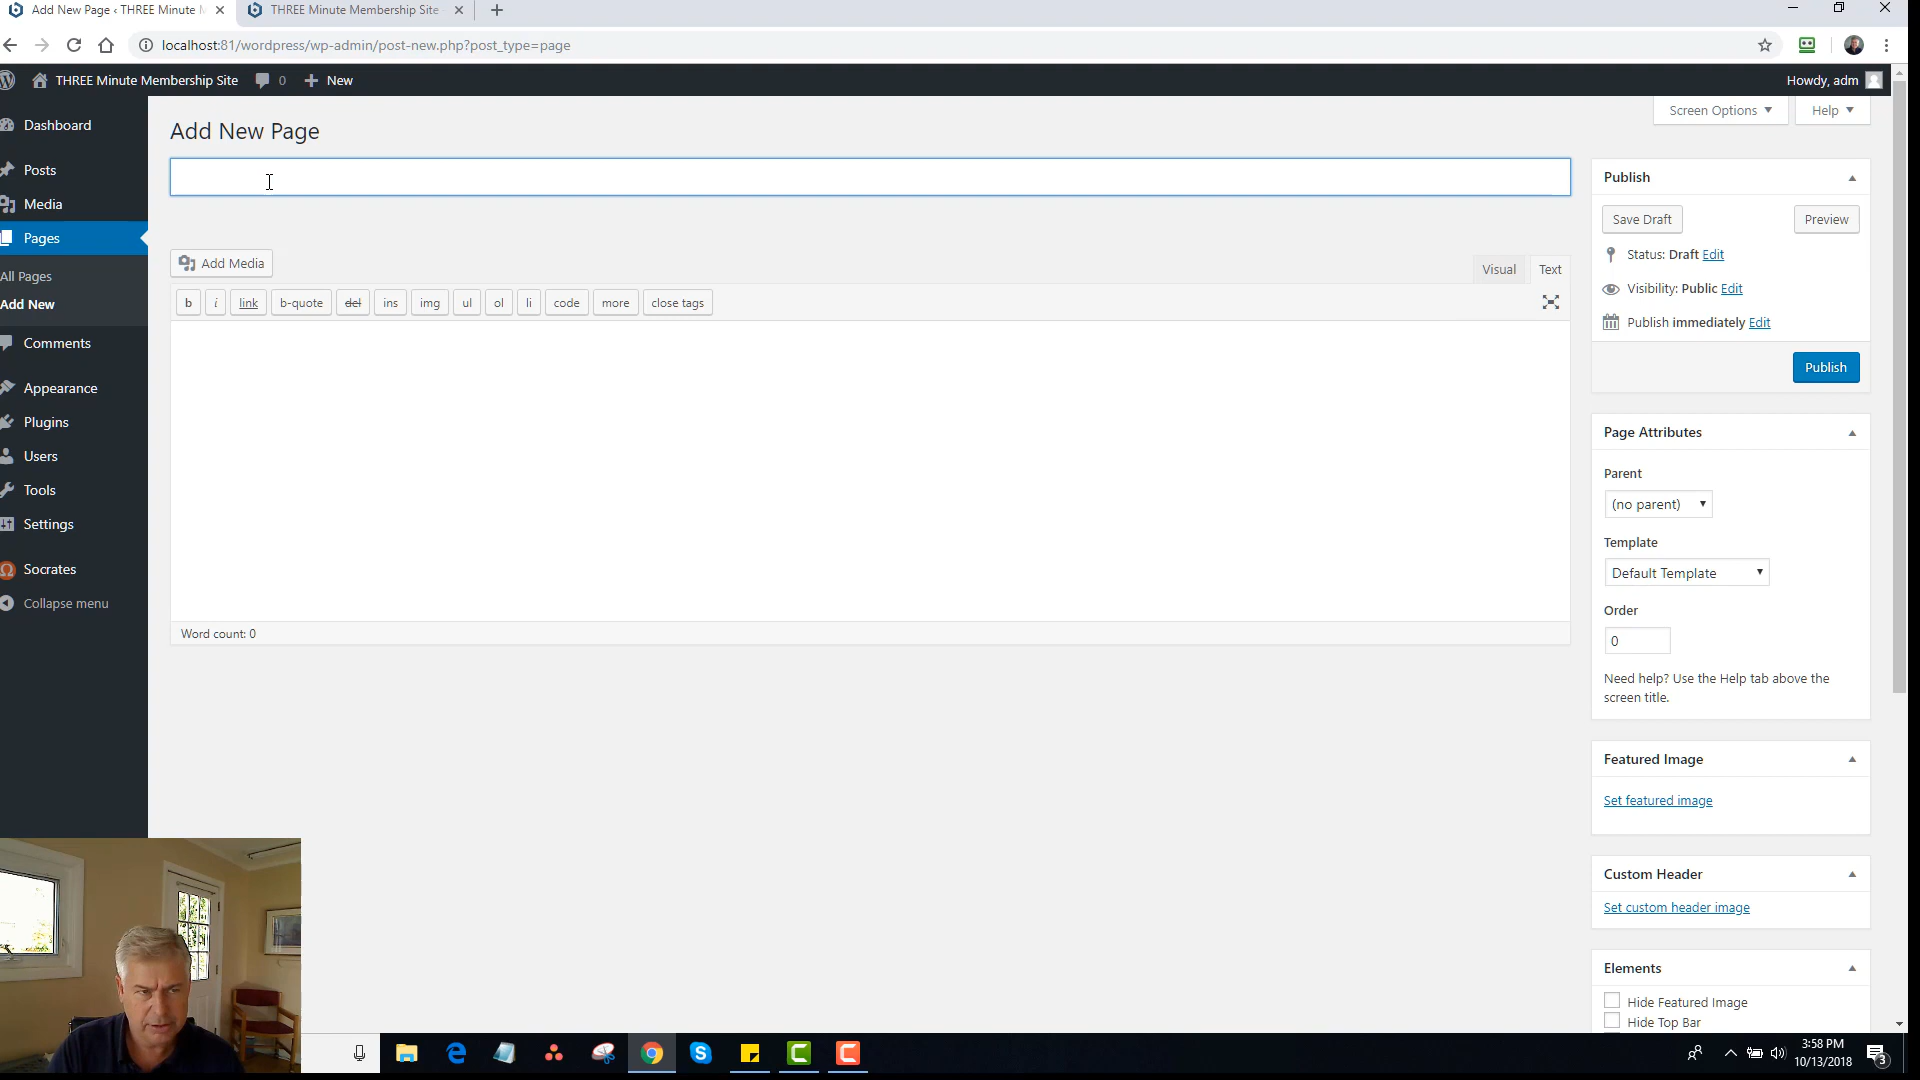 Add New Page ‹ THREE Minute M
THREE Minute Membership Site
localhost:81/wordpress/wp-admin/post-new.php?post_type=page
THREE Minute Membership Site
0
New
Howdy, adm
Screen Options
Help
Dashboard
Posts
Media
Pages
All Pages
Add New
Comments
Appearance
Plugins
Users
Tools
Settings
Socrates
Collapse menu
Add New Page
Add Media
Visual
Text
b
i
link
b-quote
del
ins
img
ul
ol
li
code
more
close tags
Word count: 0
Publish
Save Draft
Preview
Status: Draft Edit
Visibility: Public Edit
Publish immediately Edit
Publish
Page Attributes
Parent
(no parent)
Template
Default Template
Order
0
Need help? Use the Help tab above the
screen title.
Featured Image
Set featured image
Custom Header
Set custom header image
Elements
Hide Featured Image
Hide Top Bar
3:58 PM
10/13/2018
3